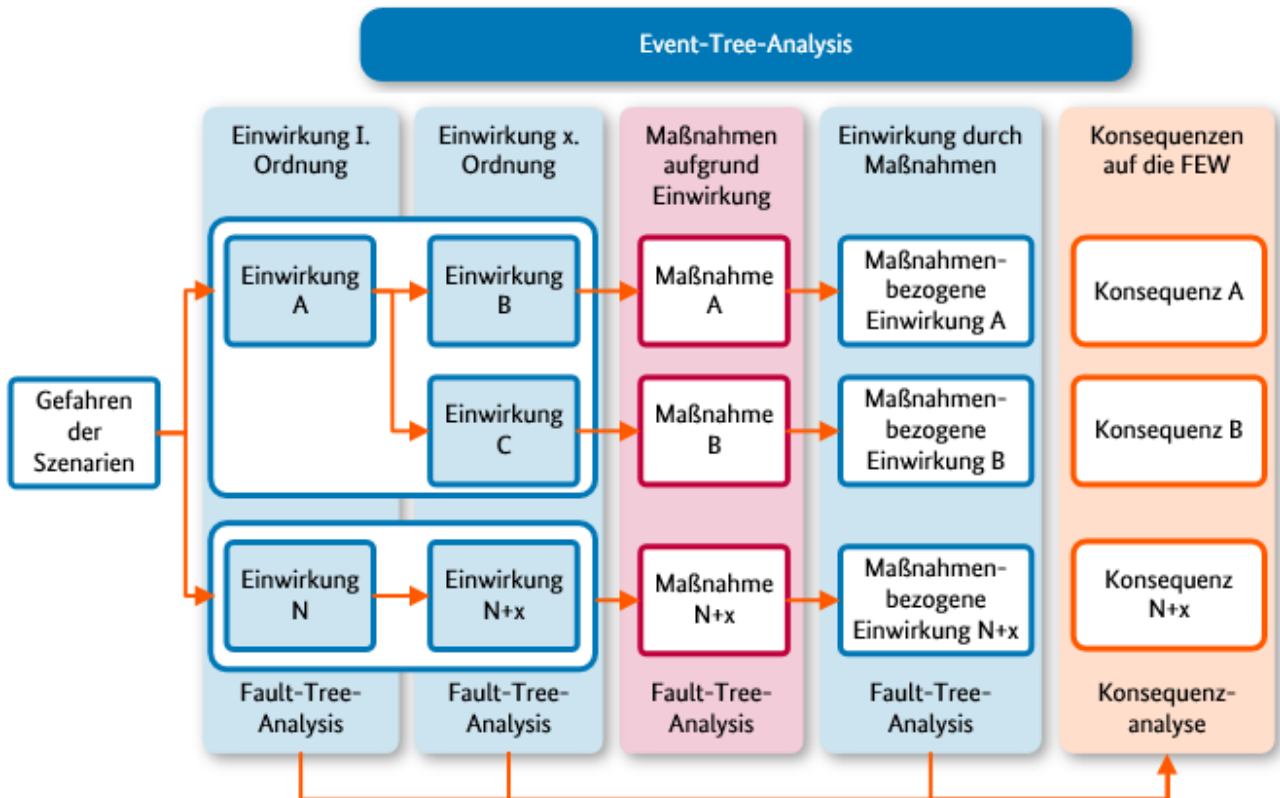 Event-Tree-Analysis
Einwirkung I.
Ordnung
Einwirkung x.
Ordnung
Maßnahmen
aufgrund
Einwirkung
Einwirkung durch
Maßnahmen
Konsequenzen
auf die FEW
Gefahren
der
Szenarien
Einwirkung
A
Einwirkung
B
Maßnahme
A
Maßnahmen-
bezogene
Einwirkung A
Konsequenz A
Einwirkung
C
Maßnahme
B
Maßnahmen-
bezogene
Einwirkung B
Konsequenz B
Einwirkung
N
Einwirkung
N+x
Maßnahme
N+x
Maßnahmen-
bezogene
Einwirkung N+x
Konsequenz
N+x
Fault-Tree-
Analysis
Fault-Tree-
Analysis
Fault-Tree-
Analysis
Fault-Tree-
Analysis
Konsequenz-
analyse